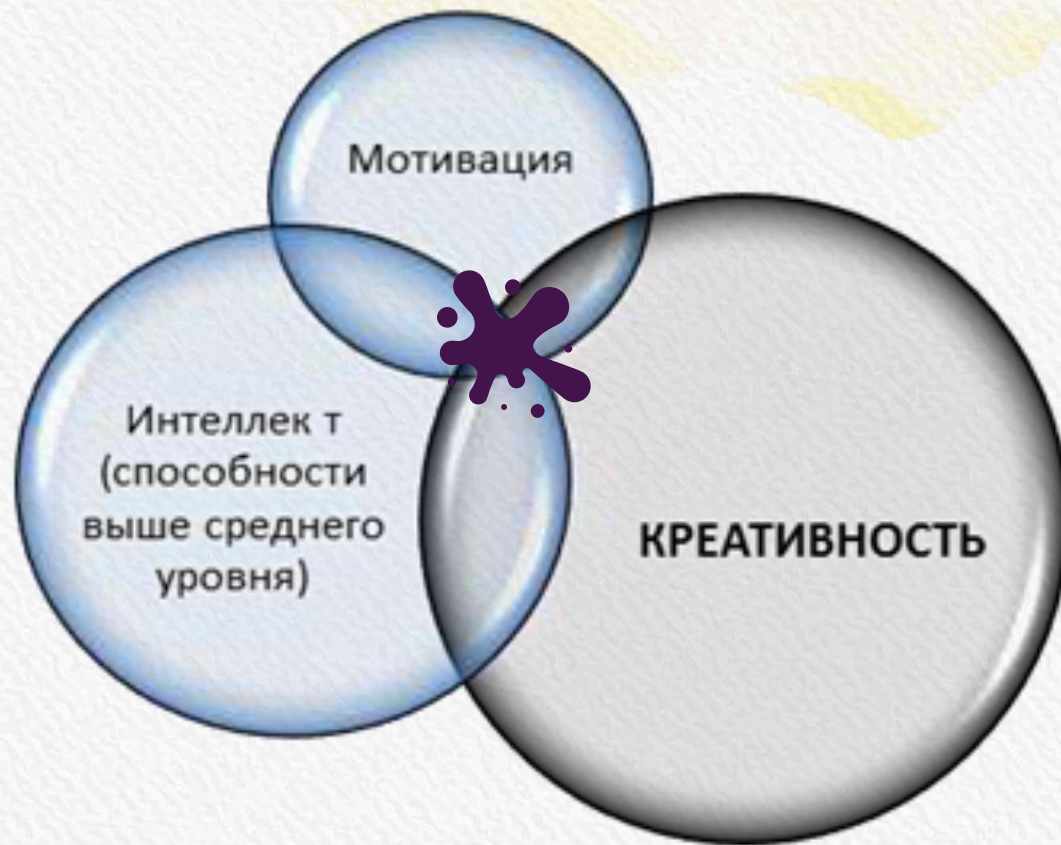 Мотивация
Интеллек т
(способности
выше среднего
уровня)
КРЕАТИВНОСТЬ